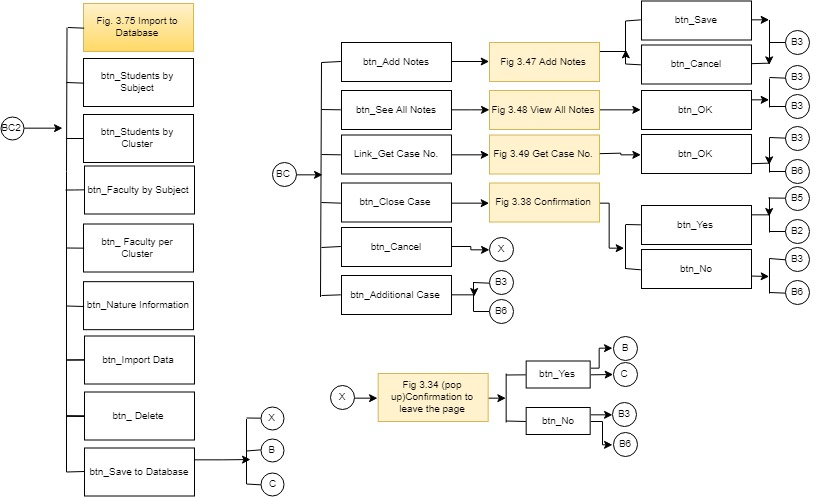 BC2
Fig. 3.75 Import to
Database
btn_Students by
Subject
btn_Students by
Cluster
btn_Faculty by Subject
btn_ Faculty per
Cluster
btn_Nature Information
btn_Import Data
btn_ Delete
btn_Save to Database
X
B
C
BC
btn_Add Notes
Fig 3.47 Add Notes
btn_Save
btn_Cancel
B3
btn_See All Notes
Fig 3.48 View All Notes
btn_OK
B3
B3
Link_Get Case No.
Fig 3.49 Get Case No.
btn_OK
B3
B6
btn_Close Case
Fig 3.38 Confirmation
btn_Yes
B5
B2
btn_No
B3
B6
btn_Cancel
X
btn_Additional Case
B3
B6
X
Fig 3.34 (pop
up)Confirmation to
leave the page
btn_Yes
B
C
btn_No
B3
B6